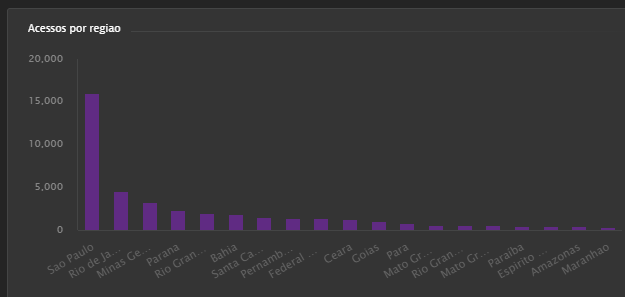 Acessos por regiao
20,000
15,000
10,000
5,000
0
Sao Paulo
Rio de Ja...
Minas Ge...
Parana
Rio Gran...
Bahia
Santa Ca...
Pernamb...
Federal ...
Ceara
Goias
Para
Mato Gr...
Rio Gran...
Mato Gr...
Paraiba
Espirito ...
Amazonas
Maranhao